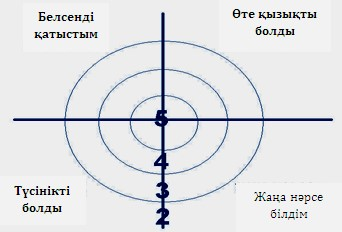 Белсенді
қатыстым
Өте қызықты
болды
5
4
3
2
Түсінікті
болды
Жаңа нәрсе
білдім